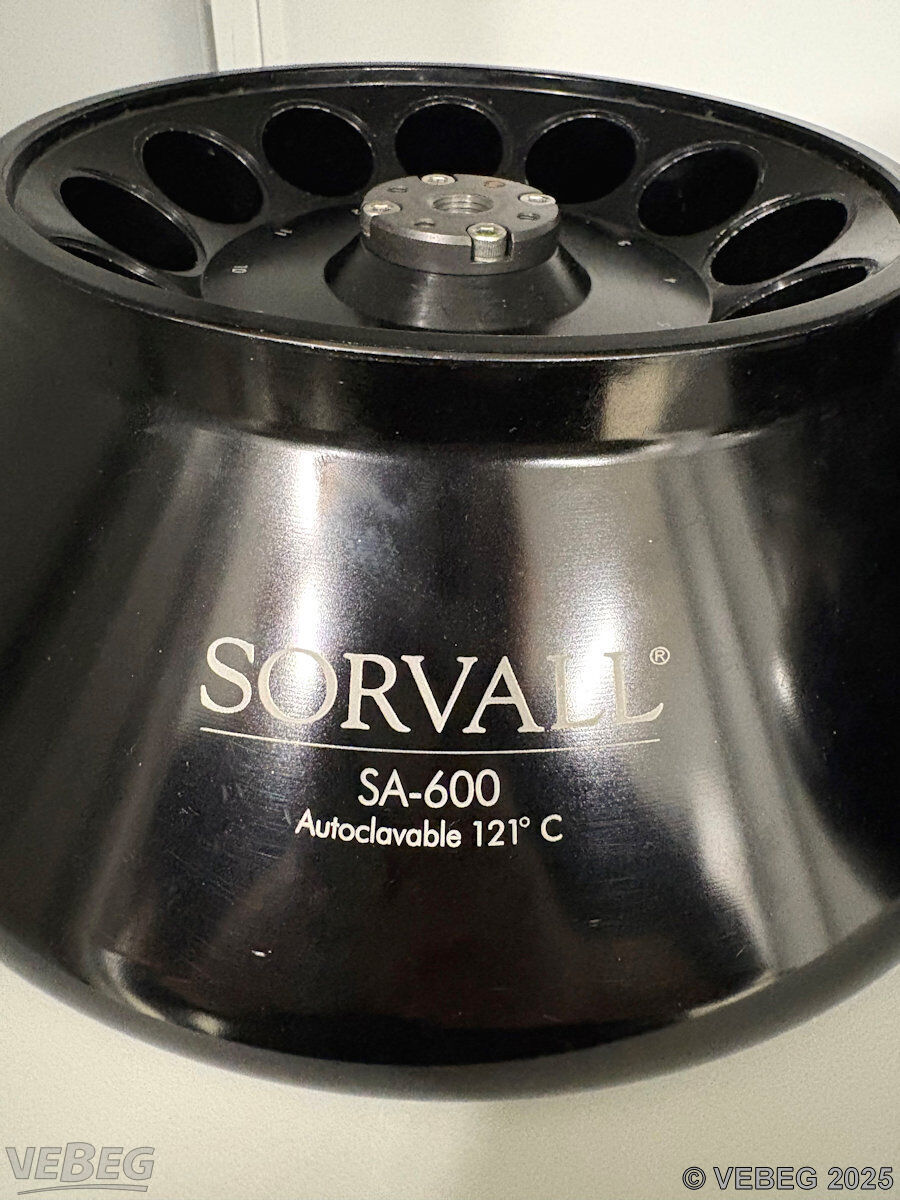 SORVALL®
SA-600
Autoclavable 121° C
VEBEG
© VEBEG 2025